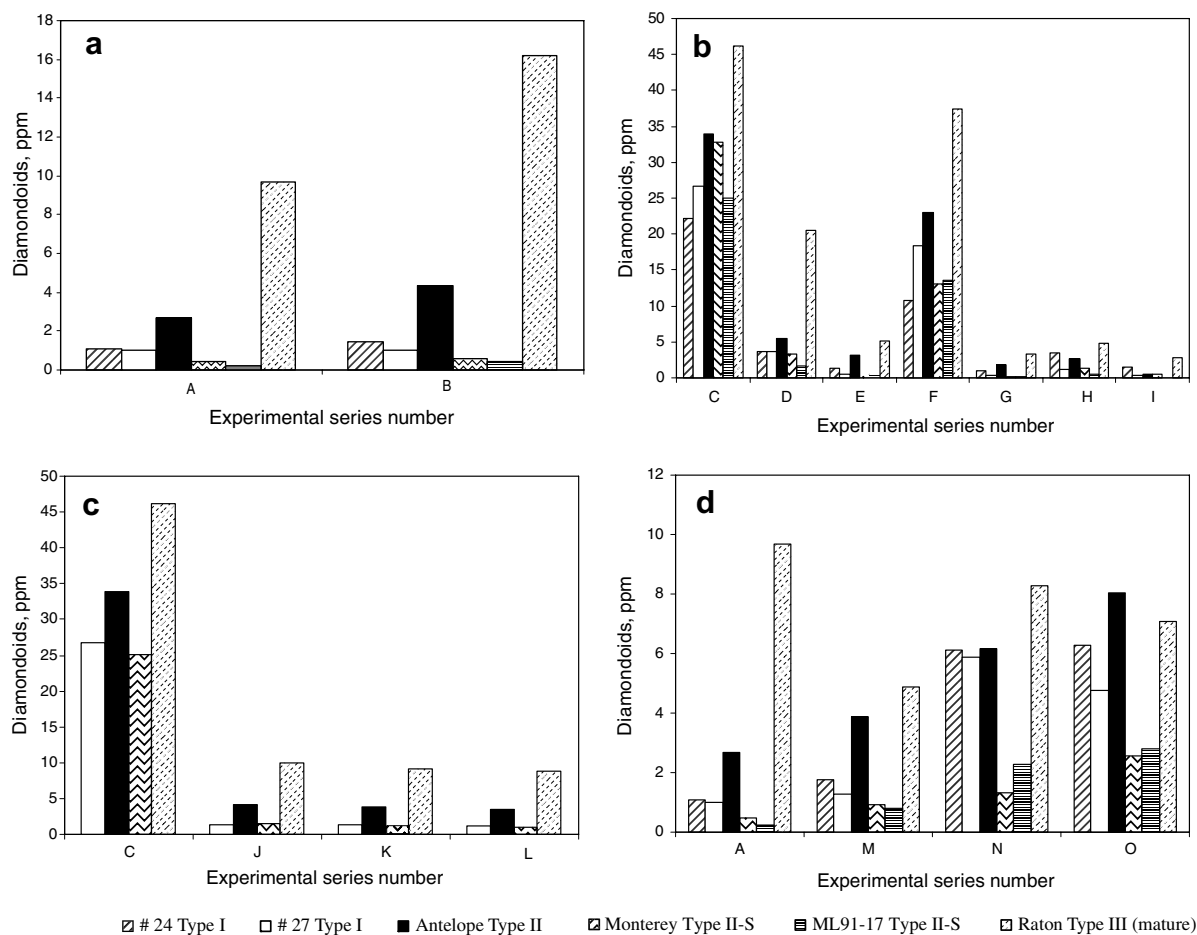 a
18
16
14
12
10
8
6
4
2
0
Diamondoids, ppm
A B
Experimental series number
b
50
45
40
35
30
25
20
15
10
5
0
Diamondoids, ppm
C D E F G H I
Experimental series number
c
50
45
40
35
30
25
20
15
10
5
0
Diamondoids, ppm
C J K L
Experimental series number
d
12
10
8
6
4
2
0
Diamondoids, ppm
A M N O
Experimental series number
# 24 Type I # 27 Type I Antelope Type II Monterey Type II-S ML91-17 Type II-S Raton Type III (mature)